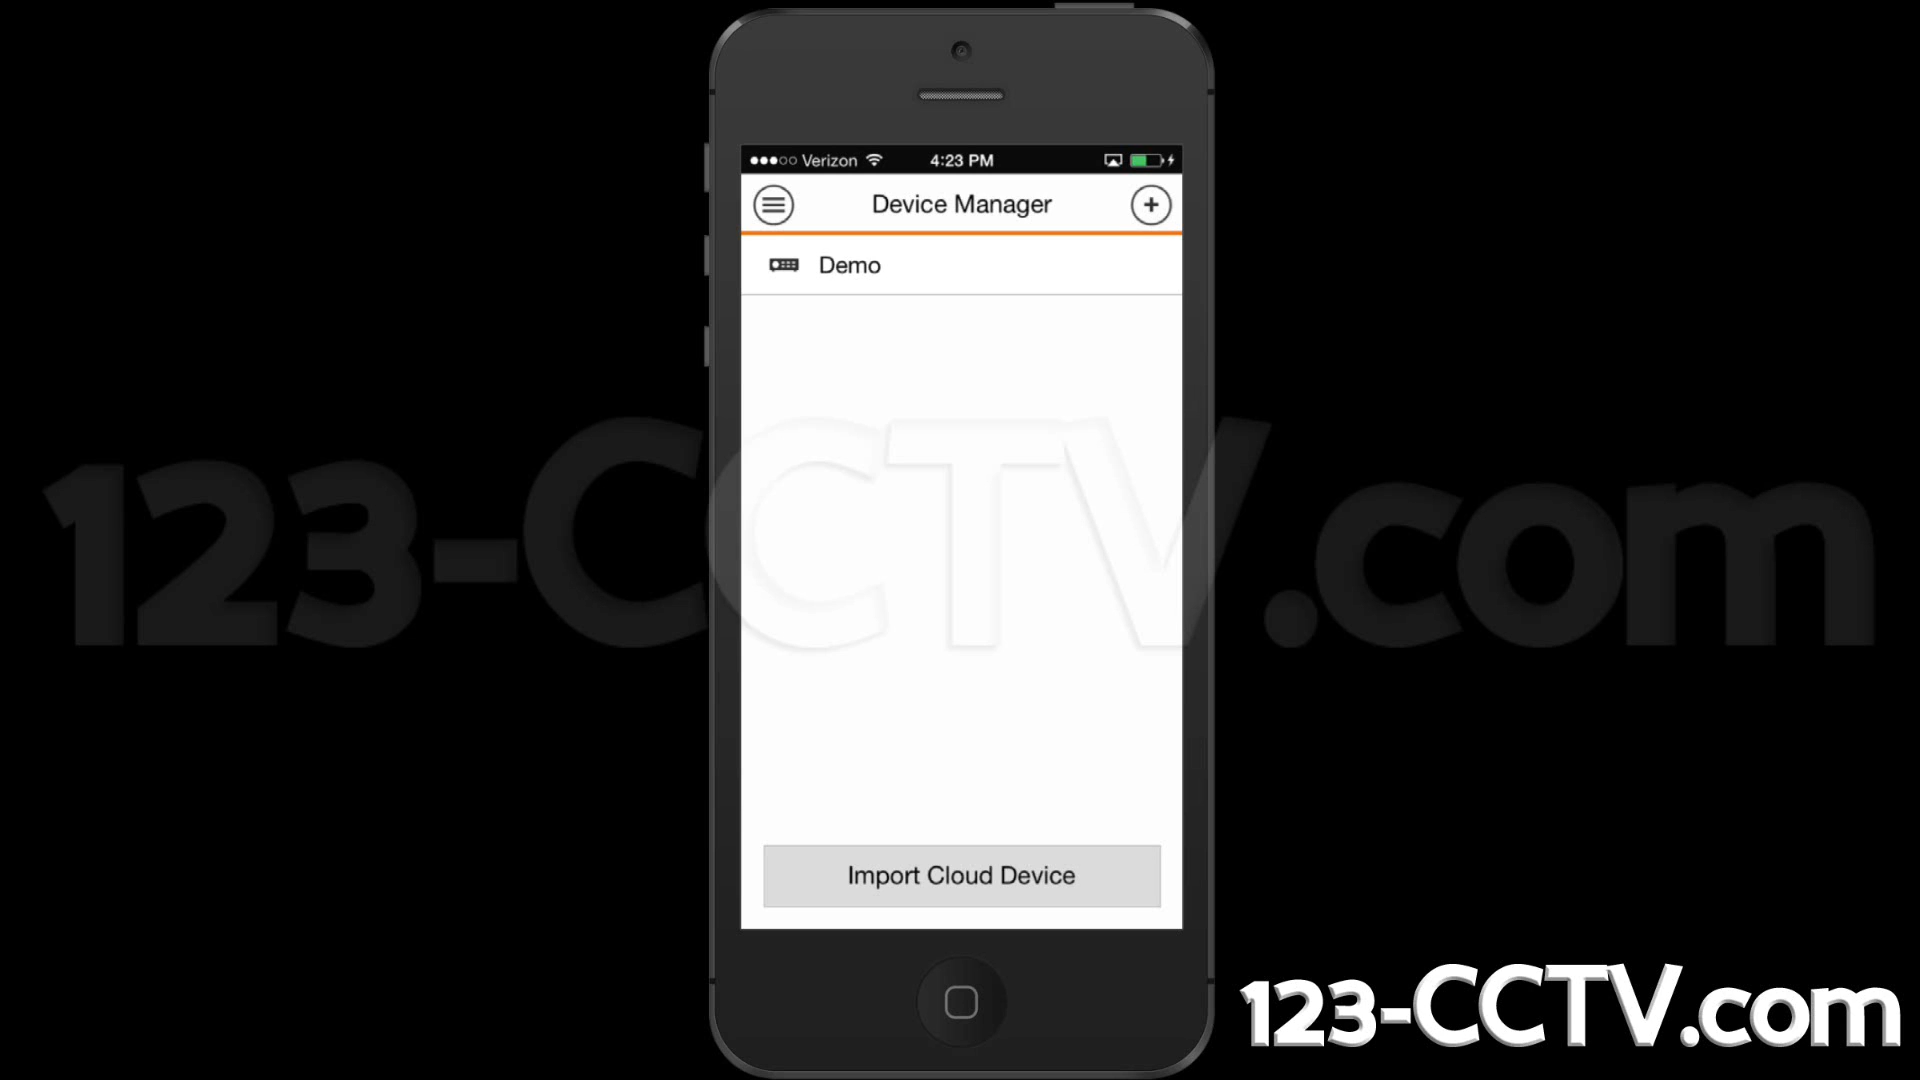 Verizon 4:23 PM
Device Manager
Demo
123-CCTV.com
Import Cloud Device
123-CCTV.com